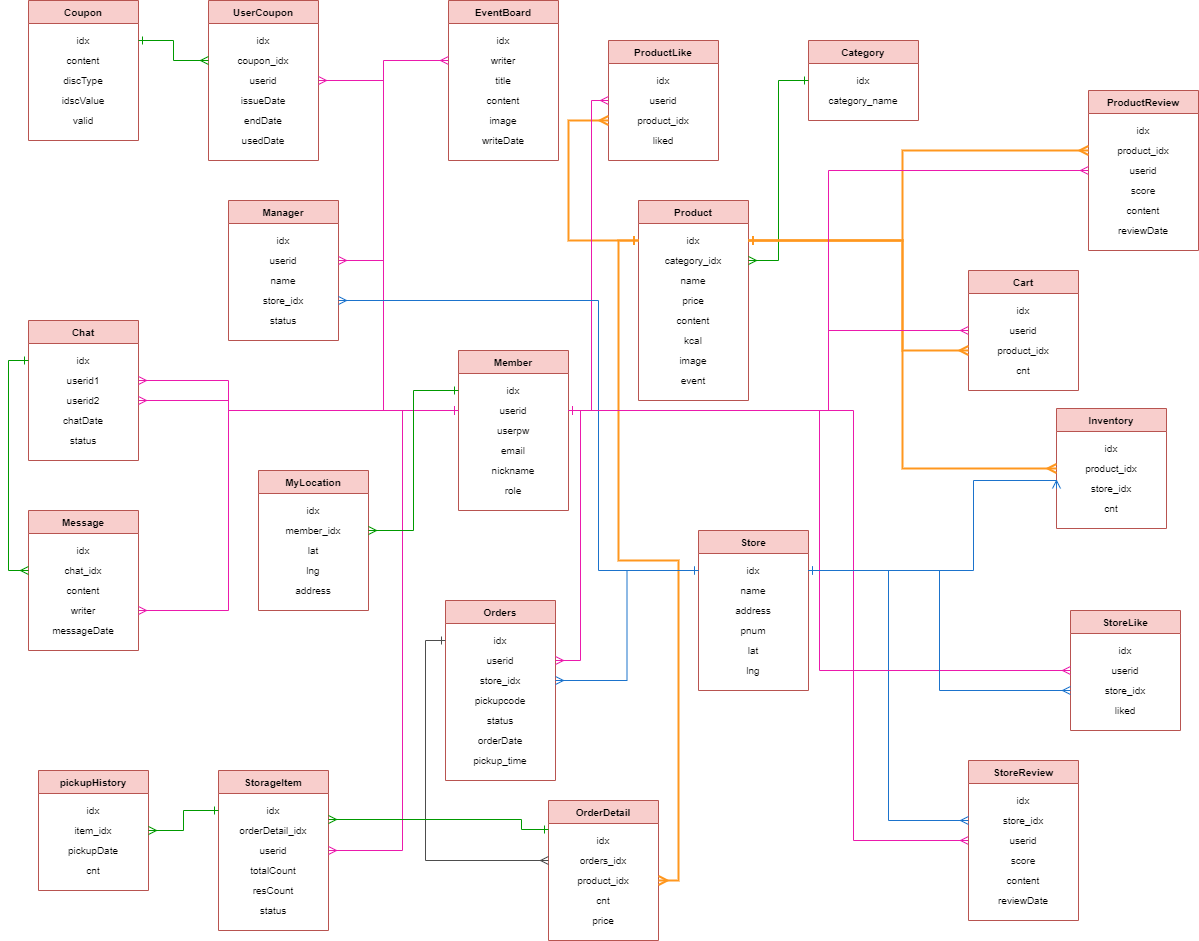 Coupon
idx
content
discType
idscValue
valid
UserCoupon
idx
coupon_idx
userid
issueDate
endDate
usedDate
EventBoard
idx
writer
title
content
image
writeDate
ProductLike
idx
userid
product_idx
liked
Category
idx
category_name
ProductReview
idx
product_idx
userid
score
content
reviewDate
Manager
idx
userid
name
store_idx
status
Product
idx
category_idx
name
price
content
kcal
image
event
Cart
idx
userid
product_idx
cnt
Chat
idx
userid1
userid2
chatDate
status
Member
idx
userid
userpw
email
nickname
role
Inventory
idx
product_idx
store_idx
cnt
MyLocation
idx
member_idx
lat
lng
address
Message
idx
chat_idx
content
writer
messageDate
Store
idx
name
address
pnum
lat
lng
Orders
idx
userid
store_idx
pickupcode
status
orderDate
pickup_time
StoreLike
idx
userid
store_idx
liked
pickupHistory
idx
item_idx
pickupDate
cnt
StorageItem
idx
orderDetail_idx
userid
totalCount
resCount
status
OrderDetail
idx
orders_idx
product_idx
cnt
price
StoreReview
idx
store_idx
userid
score
content
reviewDate